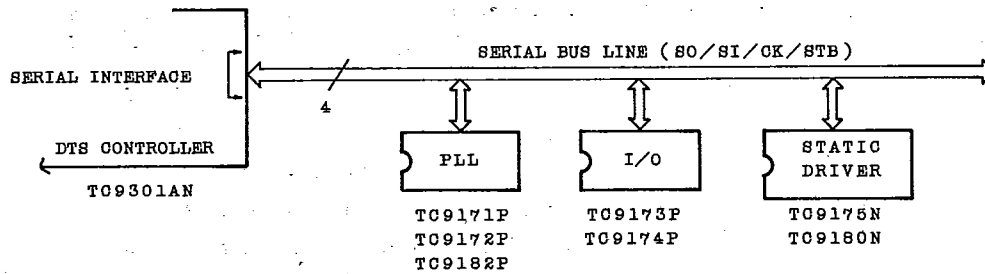 SERIAL BUS LINE (SO/SI/CK/STB)
SERIAL INTERFACE
4
DTS CONTROLLER
TC9301AN
PLL
I/O
STATIC
DRIVER
TC9171P
TC9172P
TC9182P
TC9173P
TC9174P
TC9175N
TC9180N